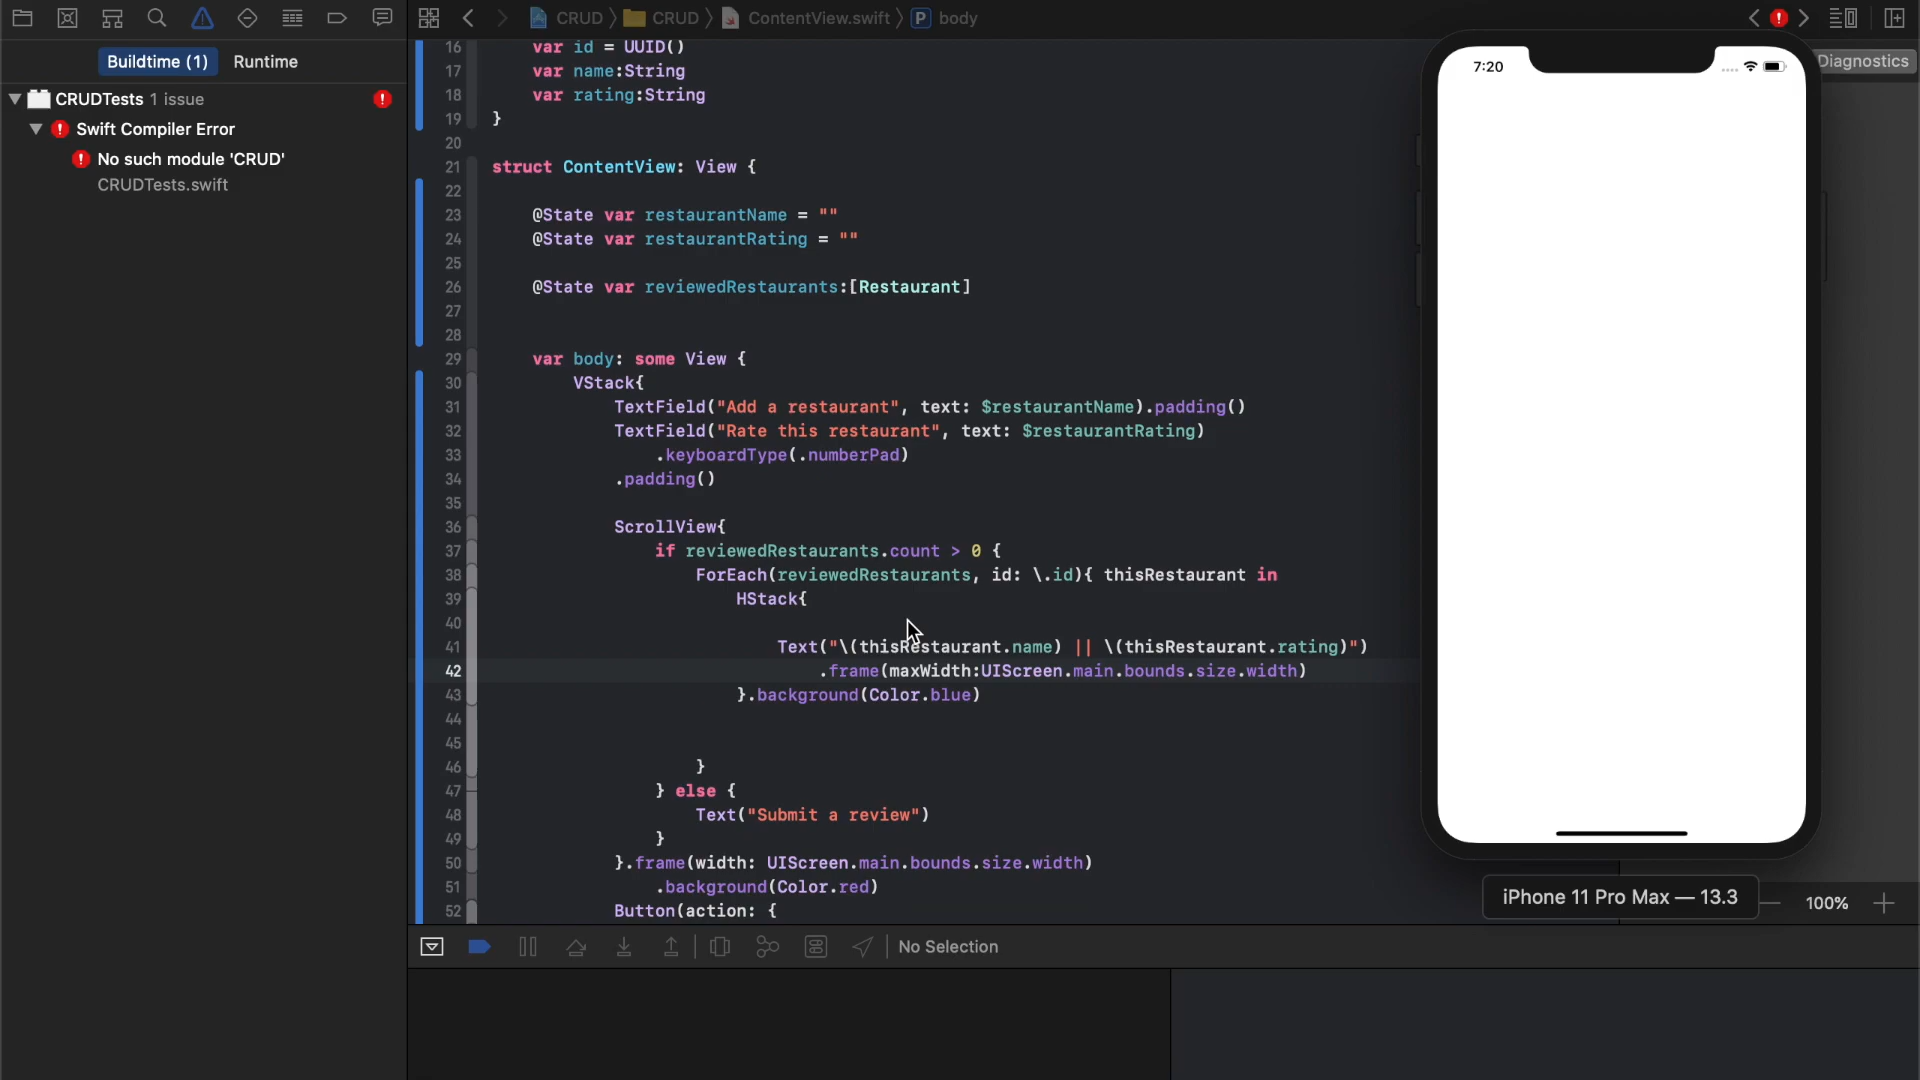 CRUD
CRUD
ContentView.swift
P
body
Buildtime (1)
Runtime
CRUDTests 1 issue
Swift Compiler Error
No such module 'CRUD'
CRUDTests.swift
16 var id = UUID()
17 var name:String
18 var rating:String
19 }
20
21 struct ContentView: View {
22
23 @State var restaurantName = ""
24 @State var restaurantRating = ""
25
26 @State var reviewedRestaurants:[Restaurant]
27
28
29 var body: some View {
30 VStack{
31 TextField("Add a restaurant", text: $restaurantName).padding()
32 TextField("Rate this restaurant", text: $restaurantRating)
33 .keyboardType(.numberPad)
34 .padding()
35
36 ScrollView{
37 if reviewedRestaurants.count > 0 {
38 ForEach(reviewedRestaurants, id: \.id){ thisRestaurant in
39 HStack{
40
41 Text("\(thisRestaurant.name) || \(thisRestaurant.rating)")
42 .frame(maxWidth:UIScreen.main.bounds.size.width)
43 }.background(Color.blue)
44
45
46 }
47 } else {
48 Text("Submit a review")
49 }
50 }.frame(width: UIScreen.main.bounds.size.width)
51 .background(Color.red)
52 Button(action: {
7:20
Diagnostics
iPhone 11 Pro Max — 13.3
100%
No Selection